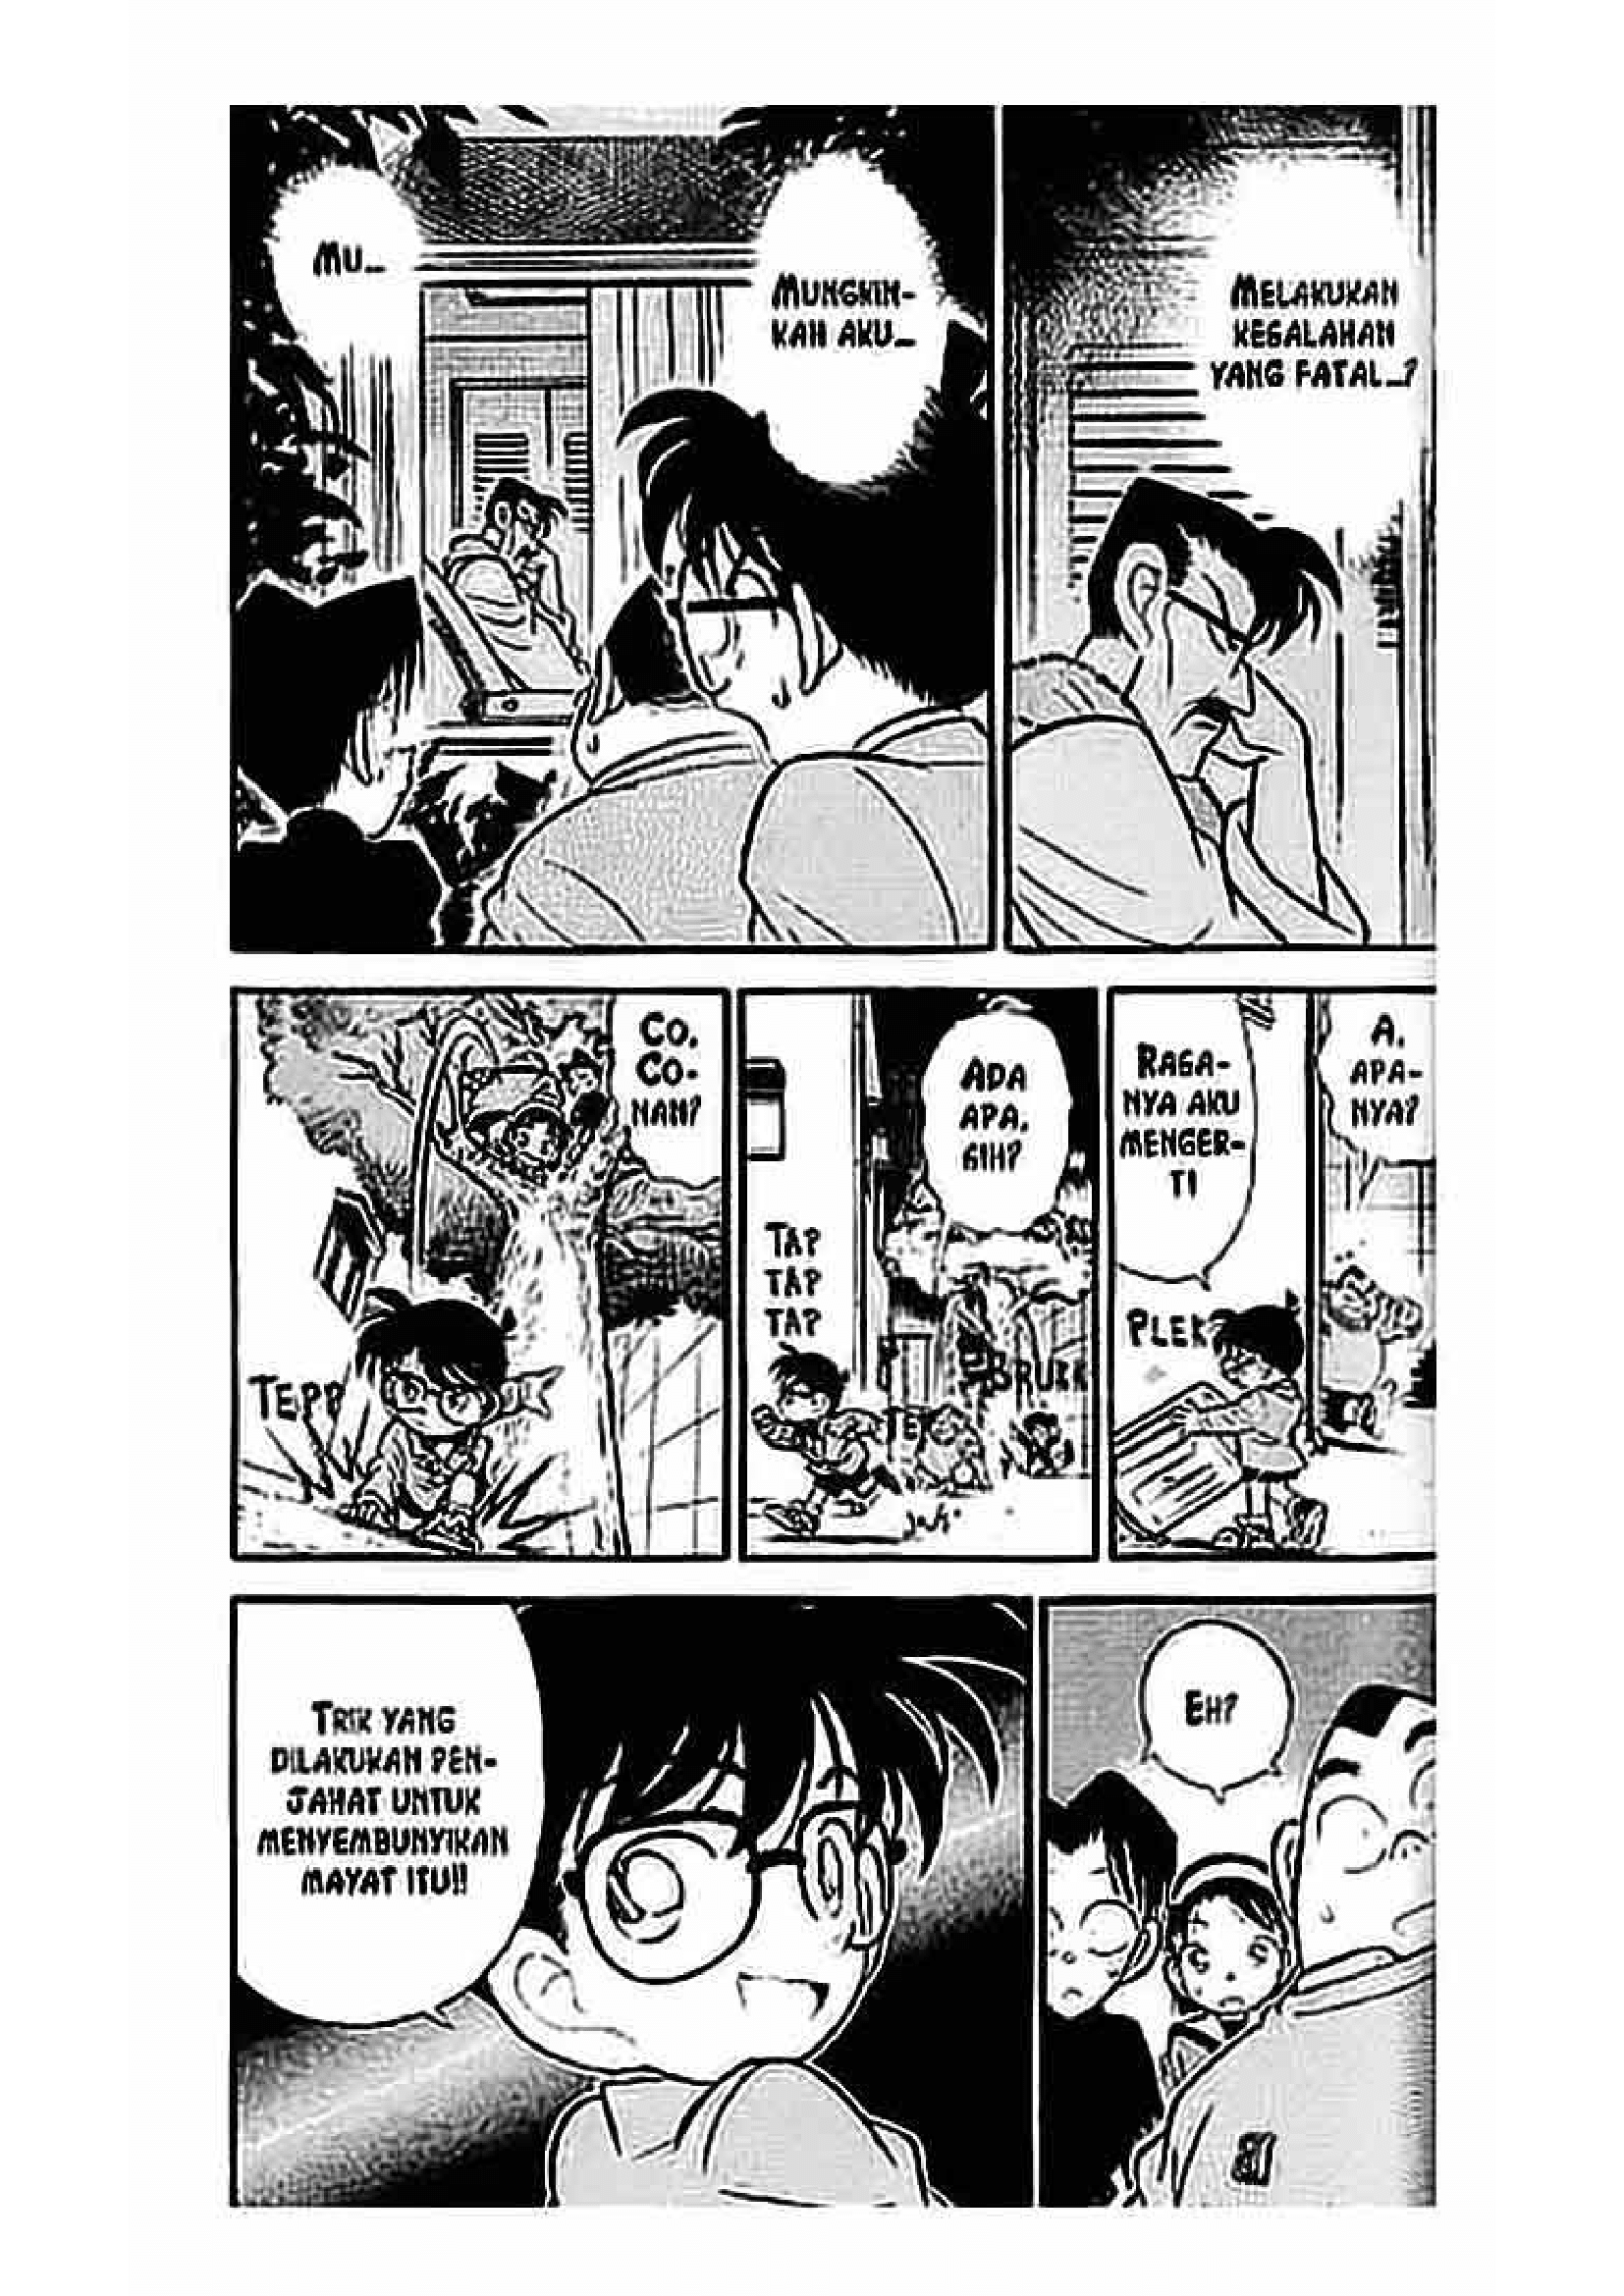 MU...
MUNGKIN-
KAH AKU...
MELAKUKAN
KESALAHAN
YANG FATAL...?
CO,
CO-
NAN?
TEPP
ADA
APA,
SIH?
TAP
TAP
TAP
BRUKK
RASA-
NYA AKU
MENGER-
TI
A,
APA-
NYA?
PLEK
TRIK YANG
DILAKUKAN PEN-
JAHAT UNTUK
MENYEMBUNYIKAN
MAYAT ITU!!
EH?